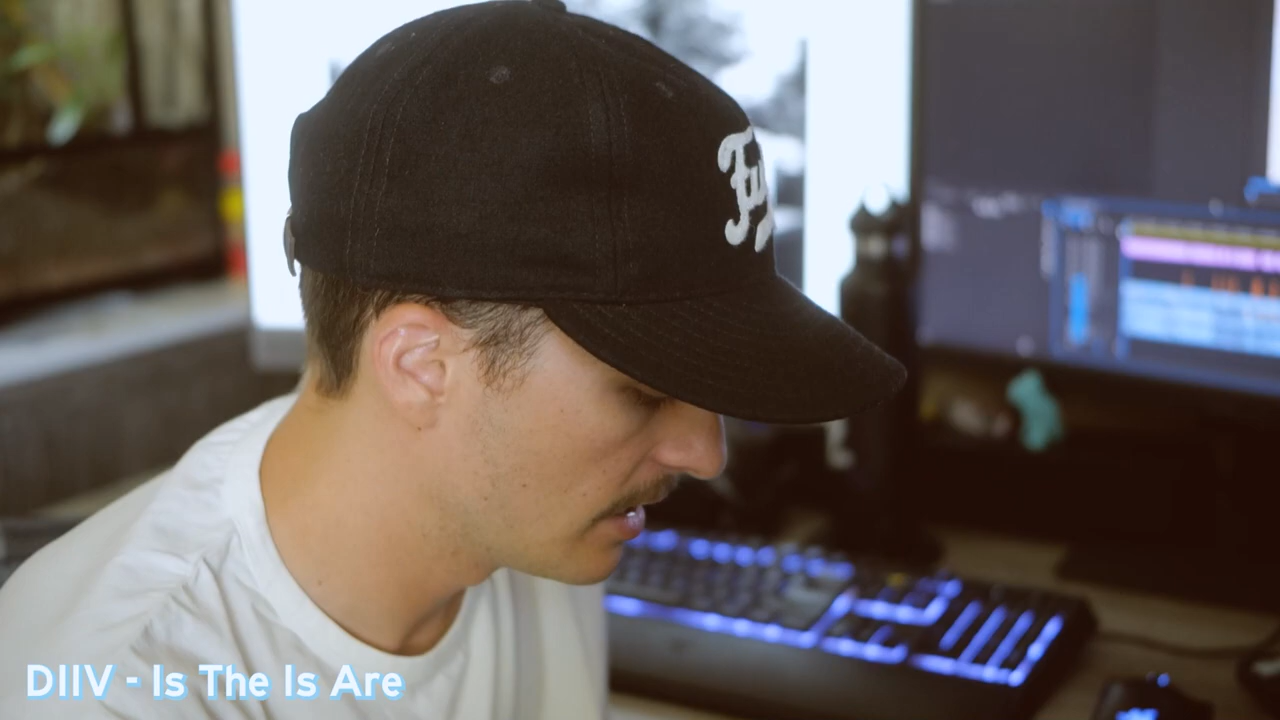 DIIV - Is The Is Are